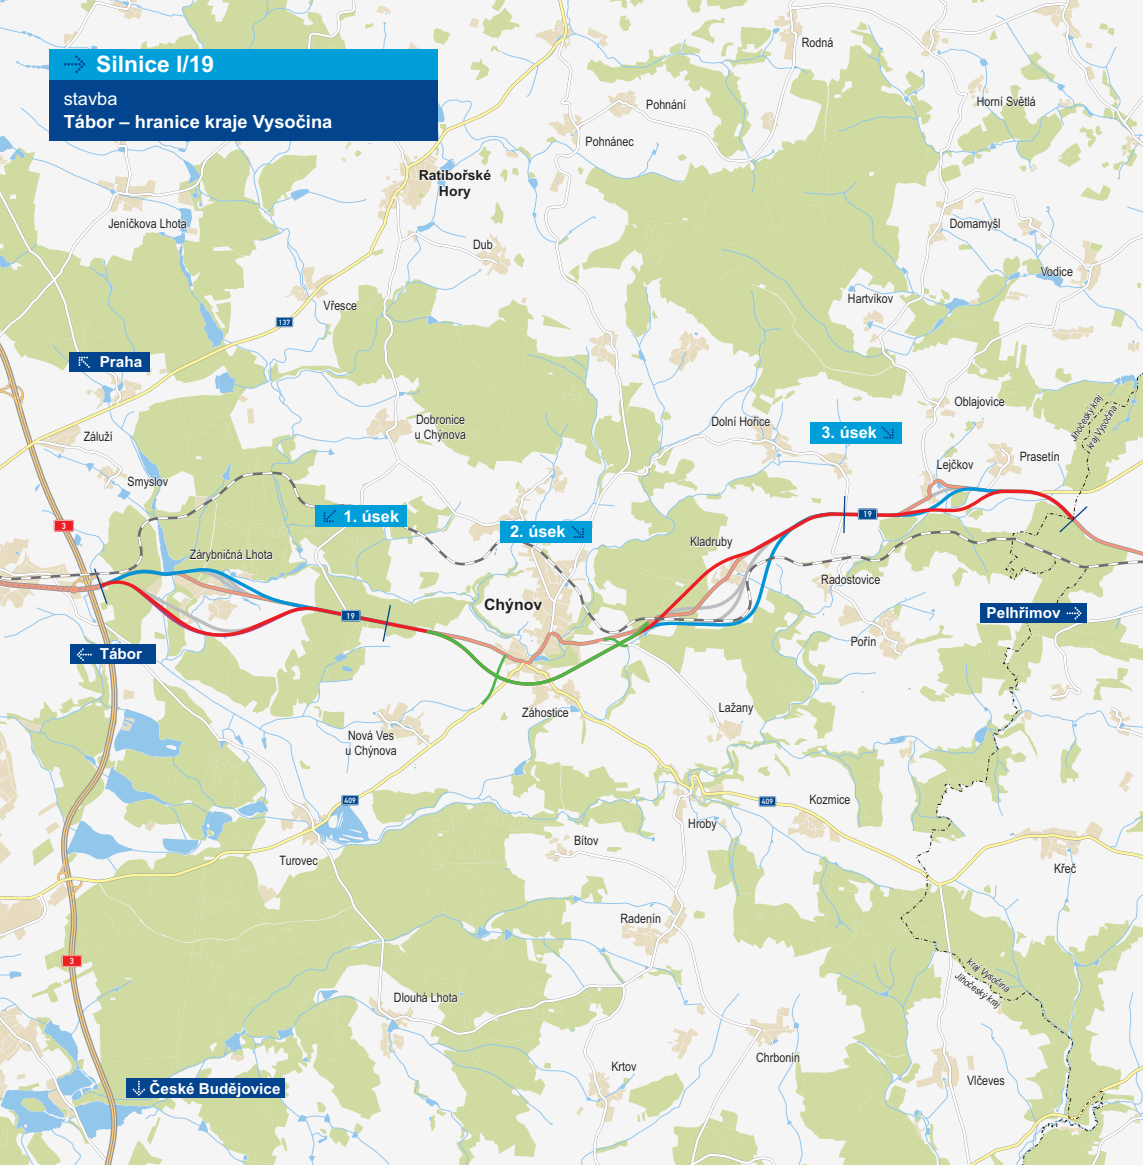 Silnice I/19
stavba
Tábor – hranice kraje Vysočina
Rodná
Pohnání
Horní Světlá
Pohnánec
Ratibořské
Hory
Jeníčkova Lhota
Domamyšl
Dub
Vodice
Hartvíkov
Vřesce
137
Praha
Oblajovice
Jihočeský kraj
kraj Vysočina
Dobronice
u Chýnova
Dolní Hořice
Záluží
3. úsek
Prasetín
Lejčkov
Smyslov
1. úsek
19
3
2. úsek
Kladruby
Zárybničná Lhota
Radostovice
Chýnov
19
Pelhřimov
Pořín
Tábor
Lažany
Záhostice
Nová Ves
u Chýnova
409
409
Kozmice
Hroby
Bítov
Turovec
Křeč
Radenín
3
kraj Vysočina
Jihočeský kraj
Dlouhá Lhota
Chrbonín
Krtov
Vlčeves
České Budějovice